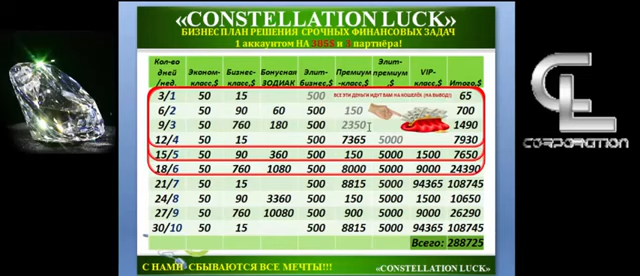 «CONSTELLATION LUCK»
БИЗНЕС ПЛАН РЕШЕНИЯ СРОЧНЫХ ФИНАНСОВЫХ ЗАДАЧ
1 аккаунтом НА 385$ и 3 партнёра!
Кол-во дней /нед. Эконом-класс,$ Бизнес-класс,$ Бонусная ЗОДИАК Элит-бизнес,$ Премиум-класс,$ Элит-премиум,$ VIP-класс,$ Итого,$
3/1 50 15 500 ВСЕ ЭТИ ДЕНЬГИ ИДУТ ВАМ НА КОШЕЛЁК (НА ВЫВОД!) 65
6/2 50 90 60 500 150 700
9/3 50 760 180 500 2350 1490
12/4 50 15 500 7365 5000 7930
15/5 50 90 360 500 150 5000 1500 7650
18/6 50 760 1080 500 8000 5000 9000 24390
21/7 50 15 500 8815 5000 94365 108745
24/8 50 90 3360 500 150 5000 1500 10650
27/9 50 760 10080 500 900 5000 9000 26290
30/10 50 15 500 8815 5000 94365 108745
Всего: 288725
С НАМИ СБЫВАЮТСЯ ВСЕ МЕЧТЫ!!! «CONSTELLATION LUCK»
CL
CORPORATION